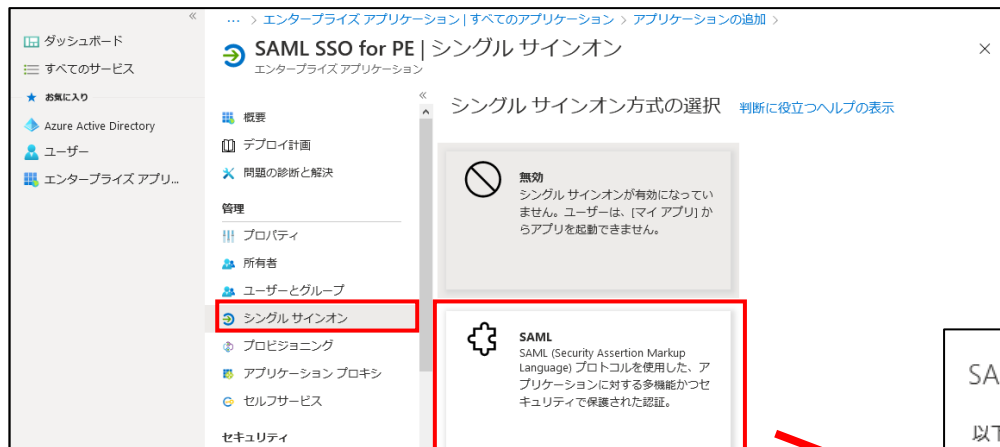 … > エンタープライズ アプリケーション | すべてのアプリケーション > アプリケーションの追加 >
SAML SSO for PE | シングル サインオン
エンタープライズ アプリケーション
ダッシュボード
すべてのサービス
お気に入り
Azure Active Directory
ユーザー
エンタープライズ アプリ...
概要
デプロイ計画
問題の診断と解決
管理
プロパティ
所有者
ユーザーとグループ
シングル サインオン
プロビジョニング
アプリケーション プロキシ
セルフサービス
セキュリティ
シングル サインオン方式の選択 判断に役立つヘルプの表示
無効
シングル サインオンが有効になってい
ません。ユーザーは、[マイ アプリ] か
らアプリを起動できません。
SAML
SAML (Security Assertion Markup
Language) プロトコルを使用した、ア
プリケーションに対する多機能かつセ
キュリティで保護された認証。
SA
以下